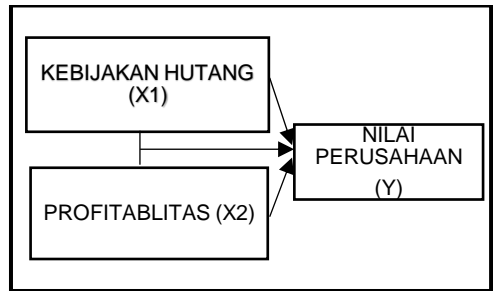 KEBIJAKAN HUTANG
(X1)
NILAI
PERUSAHAAN
(Y)
PROFITABLITAS (X2)